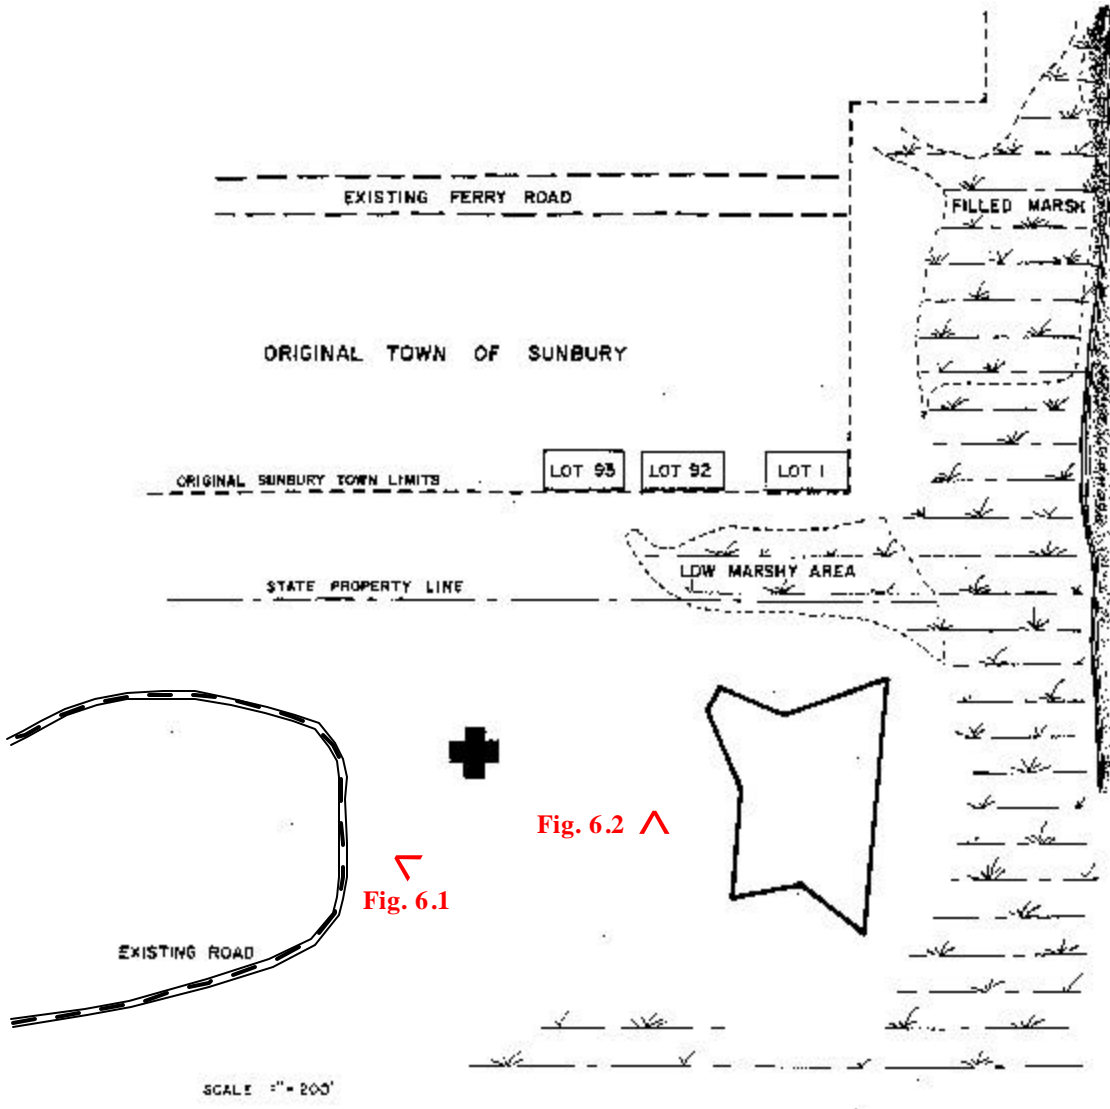 EXISTING FERRY ROAD
FILLED MARSH
ORIGINAL TOWN OF SUNBURY
LOT 93
LOT 92
LOT 1
ORIGINAL SUNBURY TOWN LIMITS
LOW MARSHY AREA
STATE PROPERTY LINE
Fig. 6.2
Fig. 6.1
EXISTING ROAD
SCALE 1"=200'